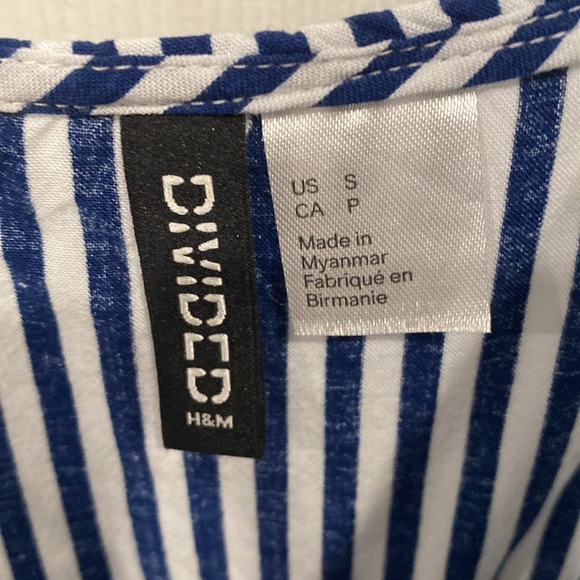 DIVIDED
H&M
US S
CA P
Made in
Myanmar
Fabriqué en
Birmanie